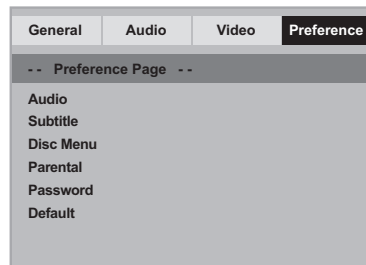 General Audio Video Preference
-- Preference Page --
Audio
Subtitle
Disc Menu
Parental
Password
Default